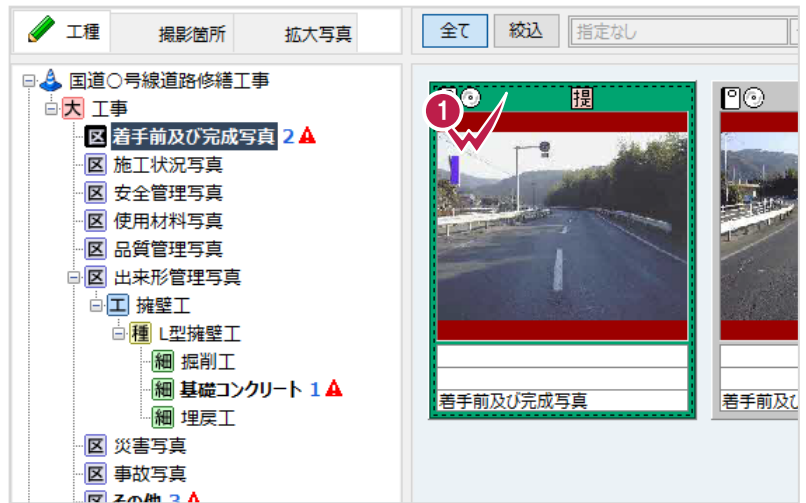 工種 撮影箇所 拡大写真 全て 絞込 指定なし
国道○号線道路修繕工事
大 工事
区 着手前及び完成写真 2
区 施工状況写真
区 安全管理写真
区 使用材料写真
区 品質管理写真
区 出来形管理写真
工 擁壁工
種 L型擁壁工
細 掘削工
細 基礎コンクリート 1
細 埋戻工
区 災害写真
区 事故写真
区 その他 3
1 提
着手前及び完成写真
着手前及び